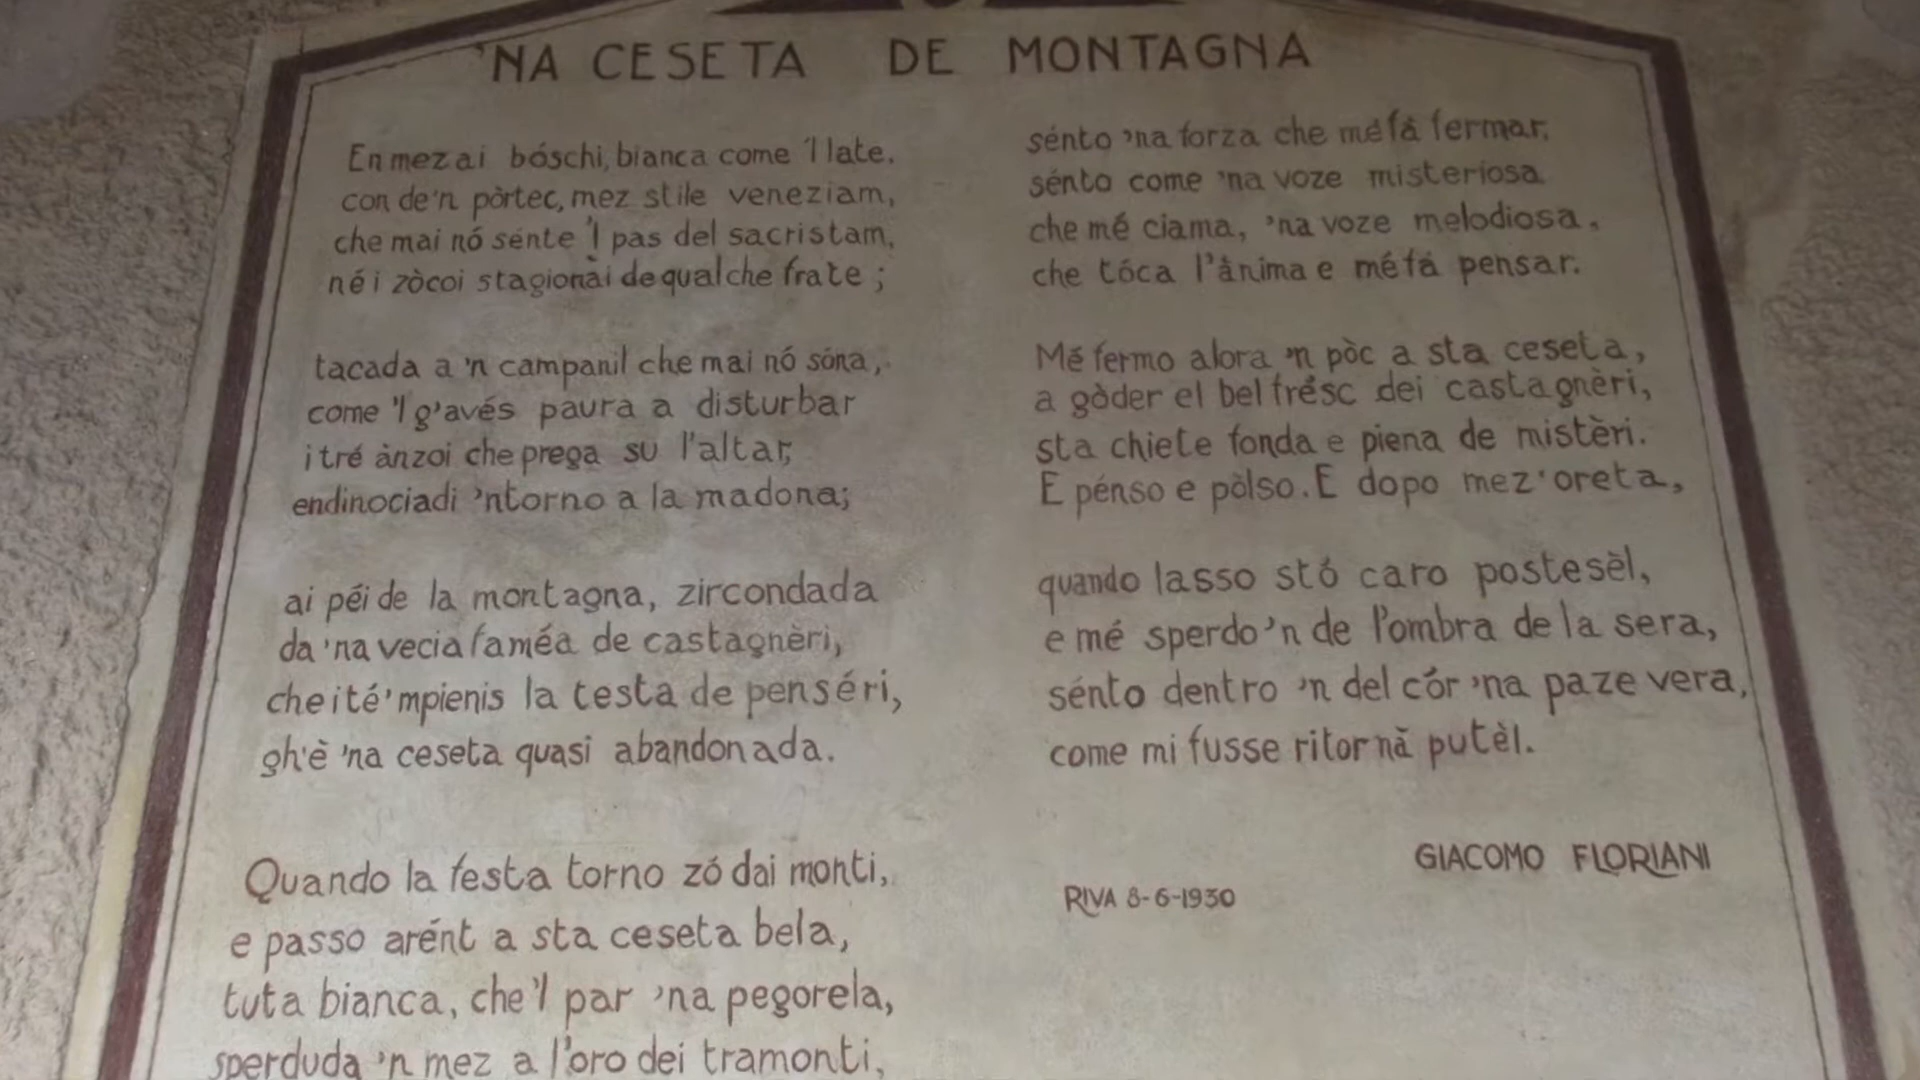 'NA CESETA DE MONTAGNA
En mez ai bóschi, bianca come 'l late.
con de 'n pòrtec, mez stile veneziam,
che mai nó sénte 'l pas del sacristam,
né i zòcoi stagionài de qualche frate ;
tacada a 'n campanil che mai nó sóna,
come 'l g'avés paura a disturbar
i tré ànzoi che prega su l'altar,
endinociadi 'ntorno a la madona;
ai péi de la montagna, zircondada
da 'na vecia faméa de castagnèri,
che i té 'mpienis la testa de penséri,
gh'è 'na ceseta quasi abandonada.
Quando la festa torno zó dai monti,
e passo arént a sta ceseta bela,
tuta bianca, che 'l par 'na pegorela,
sperduda 'n mez a l'oro dei tramonti,
sénto 'na forza che mé fá fermar,
sénto come 'na voze misteriosa
che mé ciama, 'na voze melodiosa,
che tóca l'ànima e mé fá pensar.
Mé fermo alora 'n pòc a sta ceseta,
a gòder el bel frésc dei castagnèri,
sta chiete fonda e piena de mistèri.
E pénso e pòlso. E dopo mez'oreta,
quando lasso stó caro postesèl,
e mé sperdo 'n de l'ombra de la sera,
sénto dentro 'n del cór 'na paze vera,
come mi fusse ritornà putèl.
GIACOMO FLORIANI
RIVA 8-6-1930